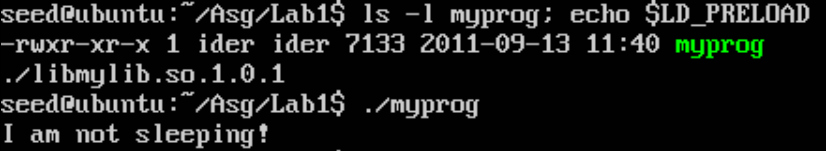 seed@ubuntu:~/Asg/Lab1$ ls -l myprog; echo $LD_PRELOAD
-rwxr-xr-x 1 ider ider 7133 2011-09-13 11:40 myprog
./libmylib.so.1.0.1
seed@ubuntu:~/Asg/Lab1$ ./myprog
I am not sleeping!